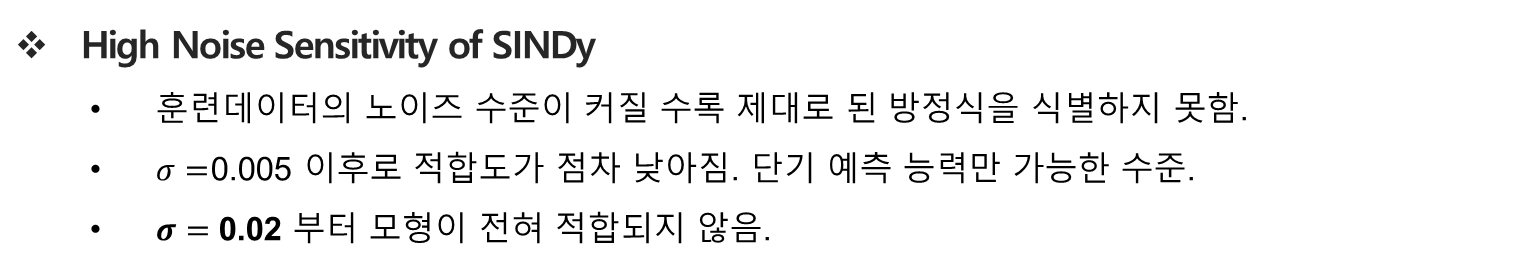 ❖ High Noise Sensitivity of SINDy
• 훈련데이터의 노이즈 수준이 커질 수록 제대로 된 방정식을 식별하지 못함.
• σ =0.005 이후로 적합도가 점차 낮아짐. 단기 예측 능력만 가능한 수준.
• σ = 0.02 부터 모형이 전혀 적합되지 않음.